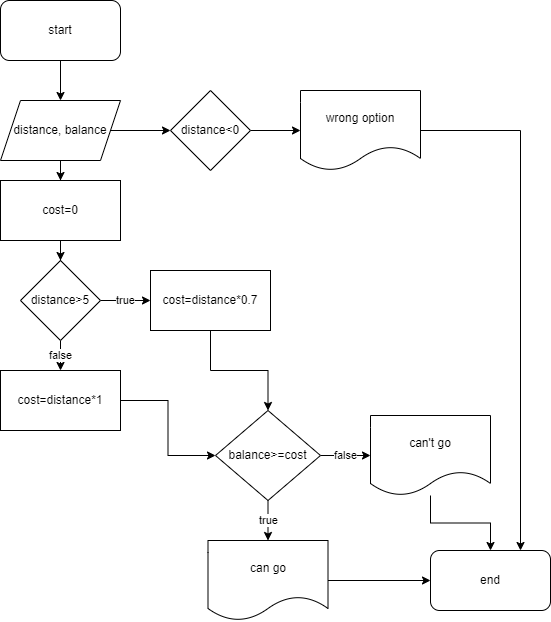 start
distance, balance
distance<0
wrong option
cost=0
distance>5
true
cost=distance*0.7
false
cost=distance*1
balance>=cost
false
can't go
true
can go
end